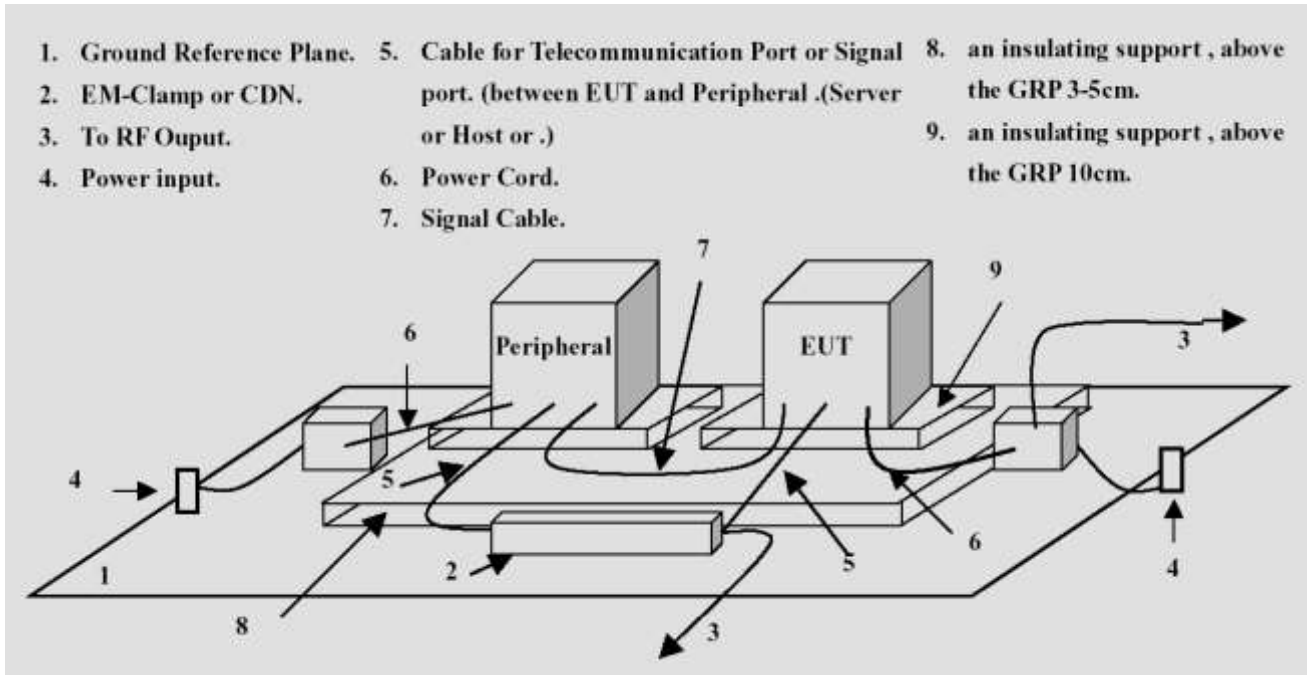 1. Ground Reference Plane.
2. EM-Clamp or CDN.
3. To RF Ouput.
4. Power input.
5. Cable for Telecommunication Port or Signal
port. (between EUT and Peripheral .(Server
or Host or .)
6. Power Cord.
7. Signal Cable.
8. an insulating support , above
the GRP 3-5cm.
9. an insulating support , above
the GRP 10cm.
7
9
6
Peripheral
EUT
3
4
5
1
2
5
6
4
8
3